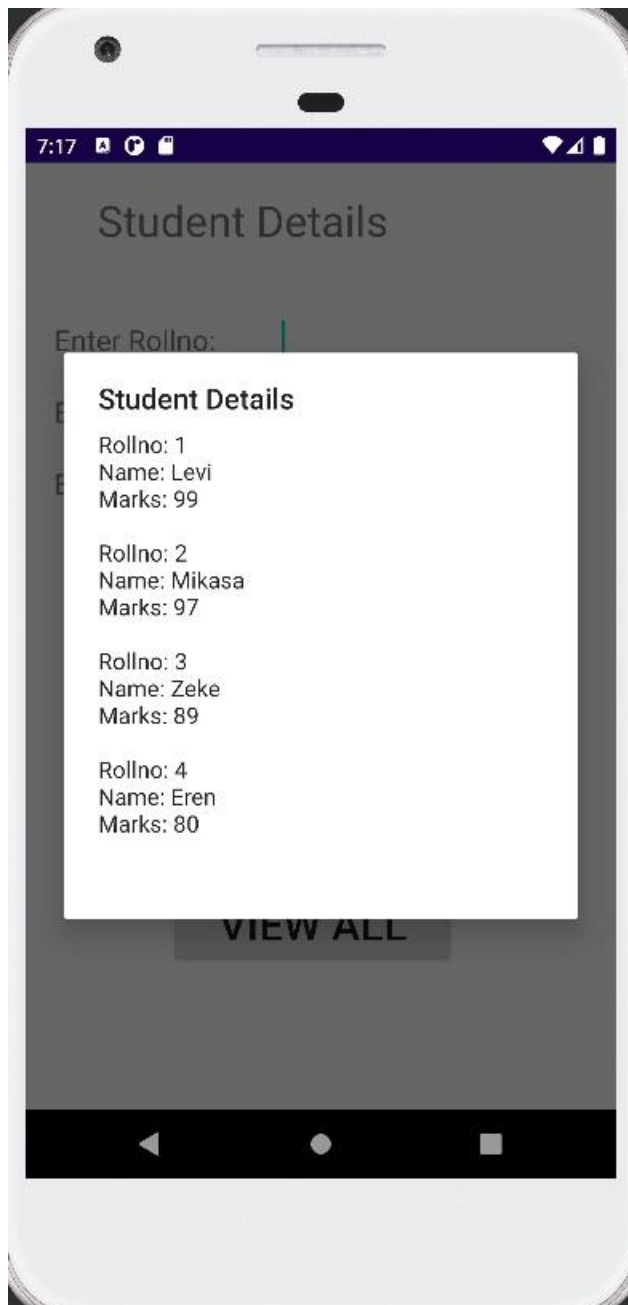 7:17
Student Details
Enter Rollno:
E
E
Student Details
Rollno: 1
Name: Levi
Marks: 99
Rollno: 2
Name: Mikasa
Marks: 97
Rollno: 3
Name: Zeke
Marks: 89
Rollno: 4
Name: Eren
Marks: 80
VIEW ALL